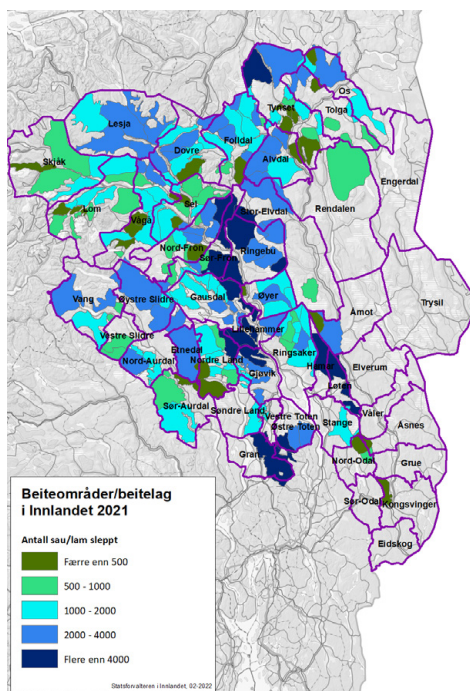 Os
Tynset
Tolga
Lesja
Folldal
Dovre
Alvdal
Skjåk
Engerdal
Rendalen
Sel
Lom
Vågå
Stor-Elvdal
Nord-Fron
Sør-Fron
Ringebu
Trysil
Vang
Øystre Slidre
Gausdal
Øyer
Åmot
Vestre Slidre
Lillehammer
Etnedal
Ringsaker
Nord-Aurdal
Nordre Land
Hamar
Elverum
Gjøvik
Løten
Sør-Aurdal
Søndre Land
Vestre Toten
Østre Toten
Stange
Våler
Åsnes
Gran
Nord-Odal
Grue
Sør-Odal
Kongsvinger
Eidskog
Beiteområder/beitelag
i Innlandet 2021
Antall sau/lam sleppt
Færre enn 500
500 - 1000
1000 - 2000
2000 - 4000
Flere enn 4000
Statsforvalteren i Innlandet, 02-2022